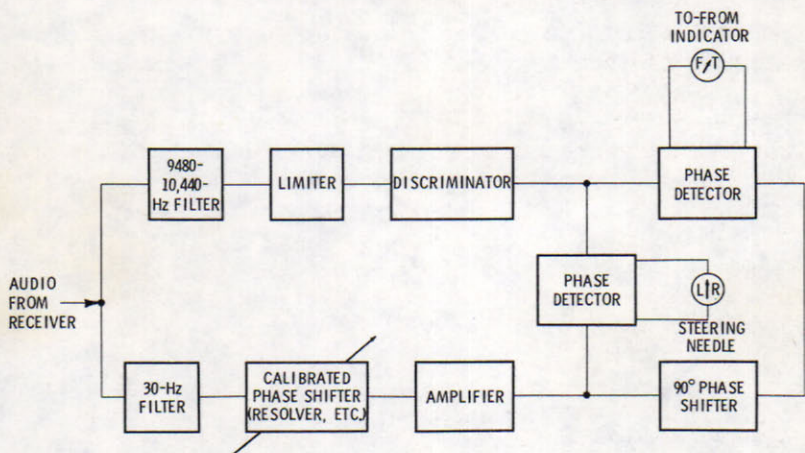 TO-FROM
INDICATOR
F/T
9480-
10,440-
Hz FILTER
LIMITER
DISCRIMINATOR
PHASE
DETECTOR
AUDIO
FROM
RECEIVER
PHASE
DETECTOR
L R
STEERING
NEEDLE
30-Hz
FILTER
CALIBRATED
PHASE SHIFTER
(RESOLVER, ETC.)
AMPLIFIER
90° PHASE
SHIFTER